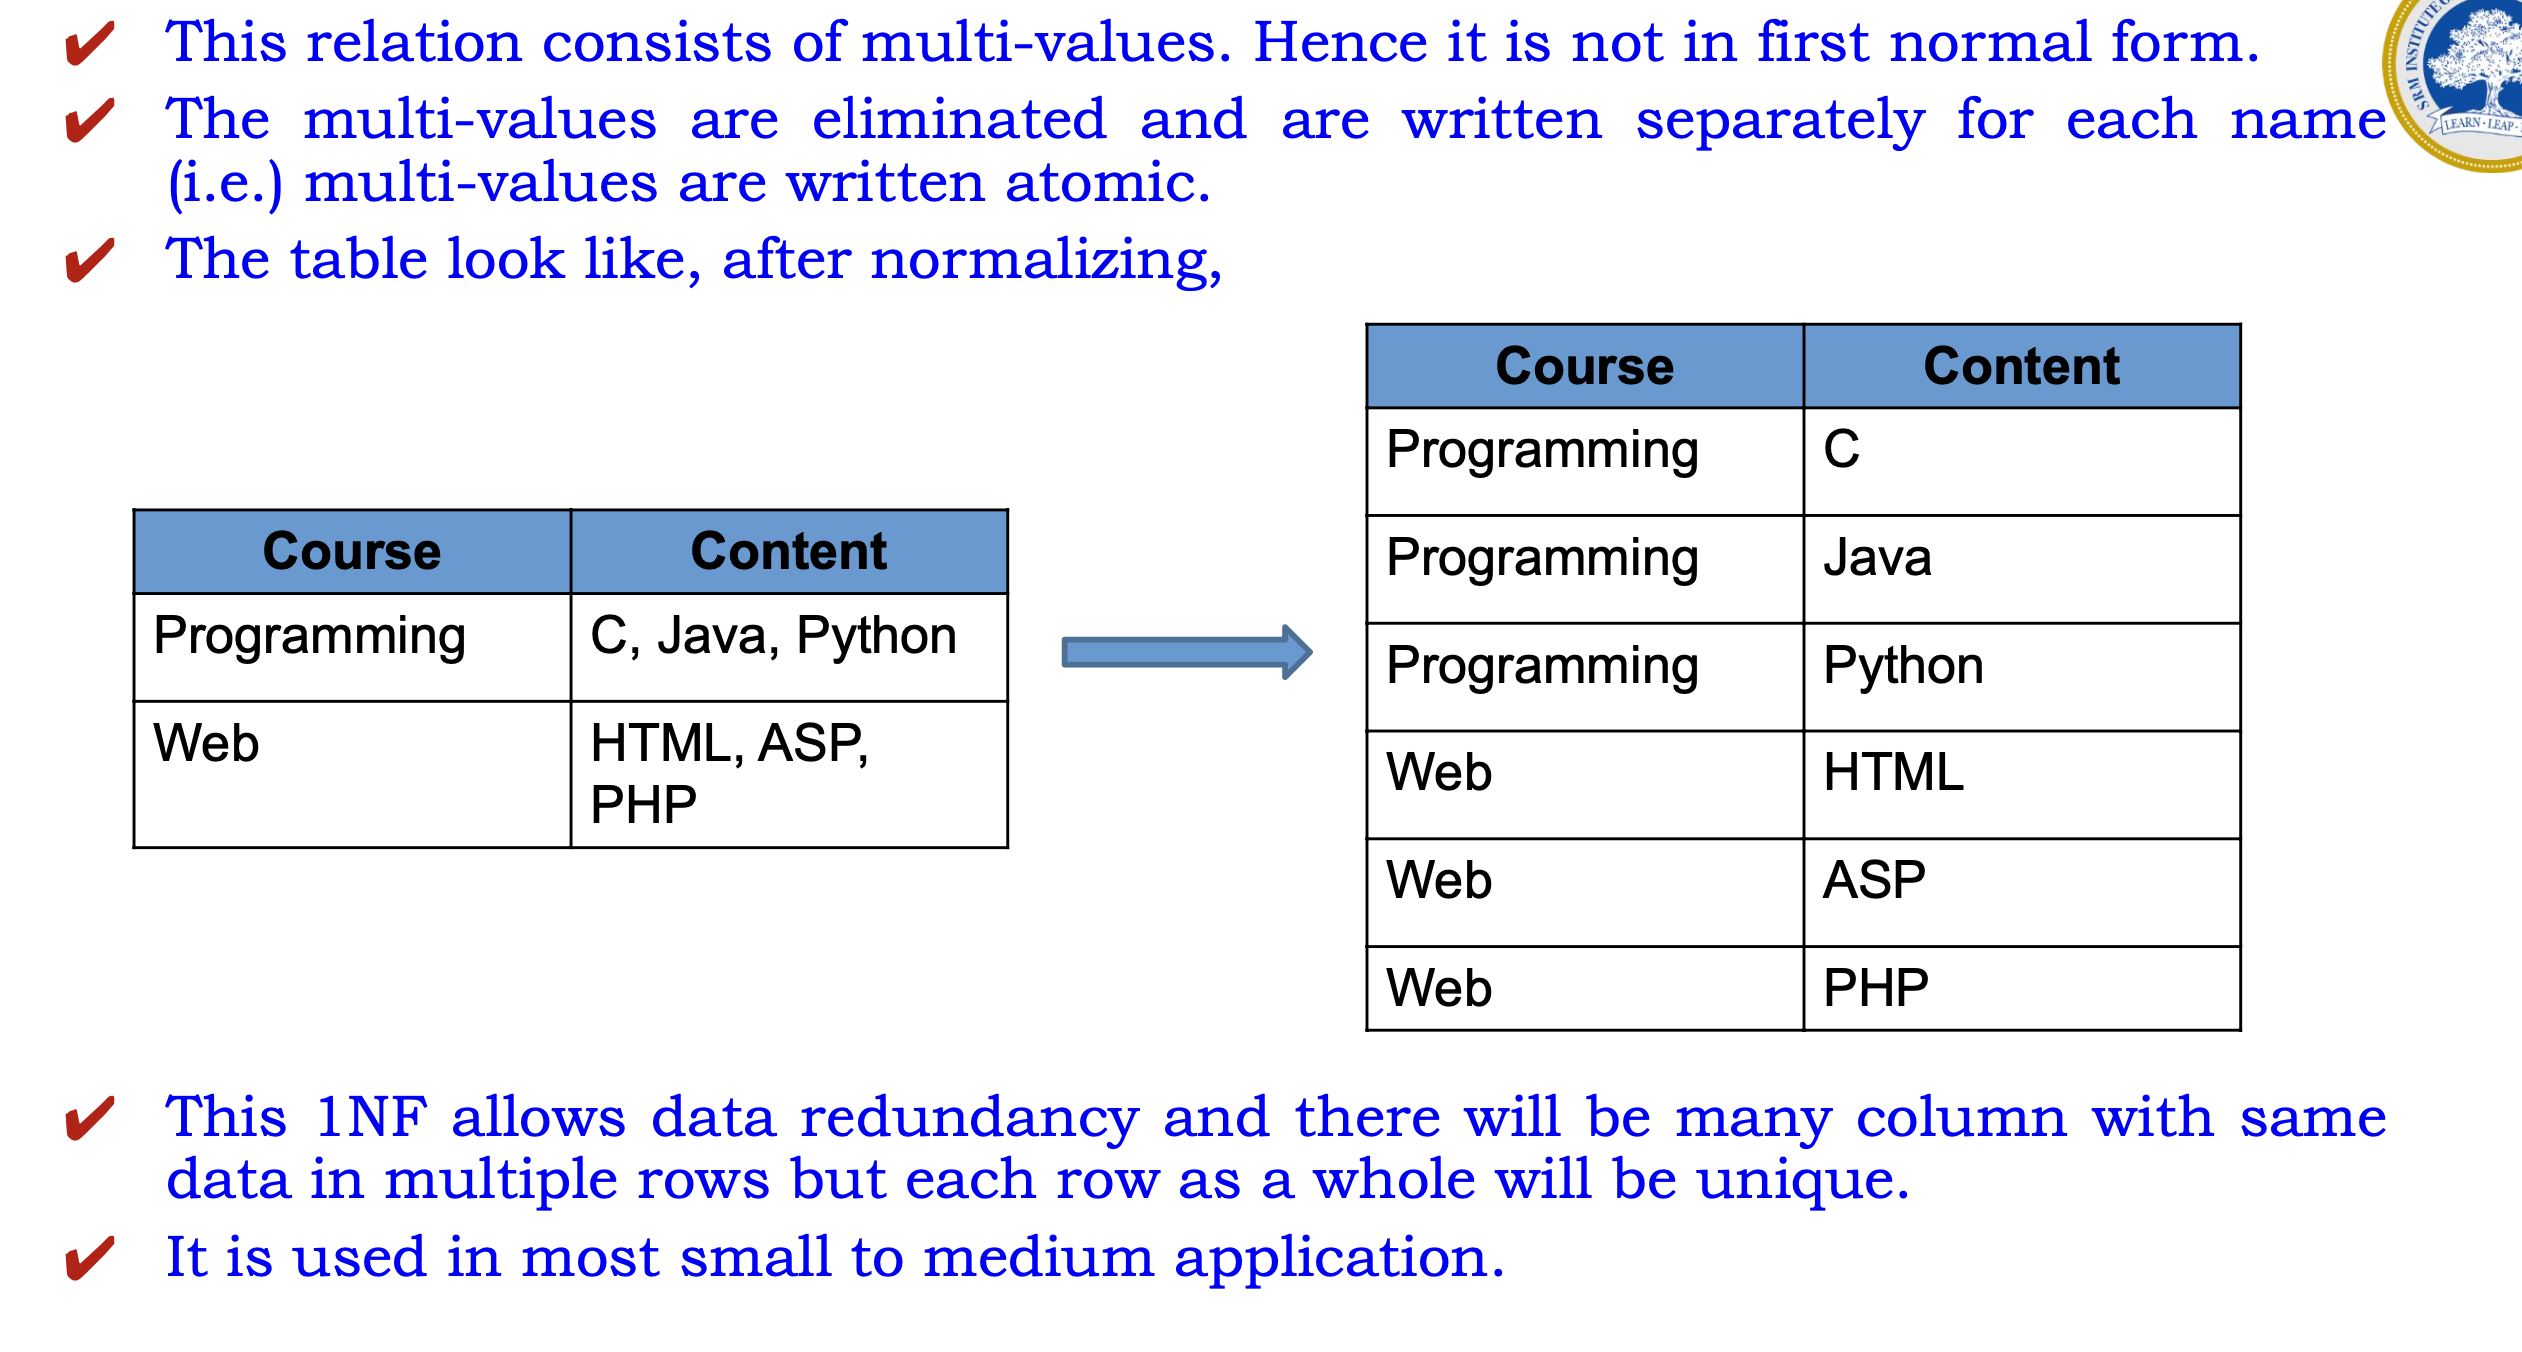 ✔ This relation consists of multi-values. Hence it is not in first normal form.
✔ The multi-values are eliminated and are written separately for each name
(i.e.) multi-values are written atomic.
✔ The table look like, after normalizing,
Course Content
Programming C, Java, Python
Web HTML, ASP,
PHP
Course Content
Programming C
Programming Java
Programming Python
Web HTML
Web ASP
Web PHP
✔ This 1NF allows data redundancy and there will be many column with same
data in multiple rows but each row as a whole will be unique.
✔ It is used in most small to medium application.
SRM INSTITUTE
LEARN · LEAP ·